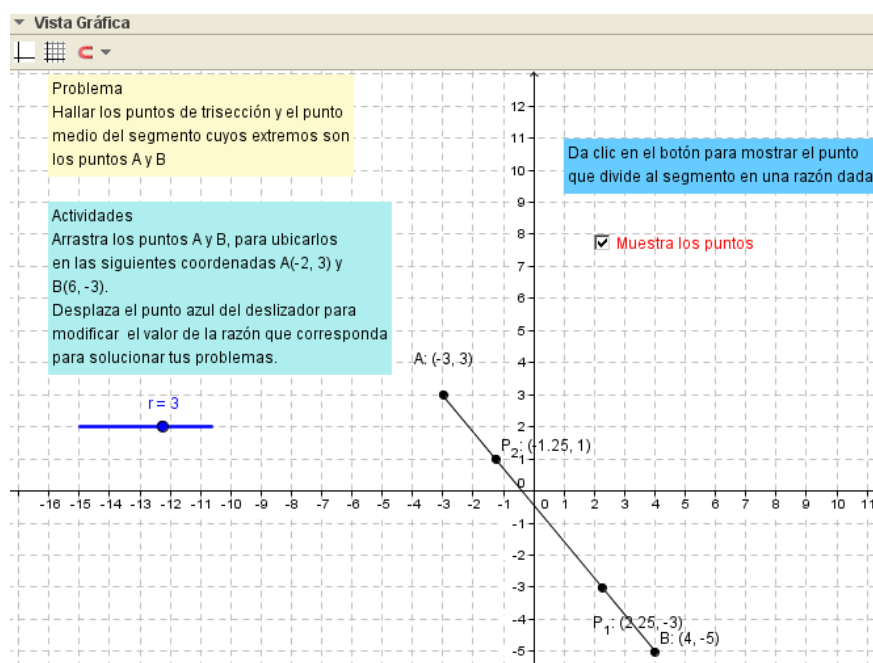 Vista Gráfica
Problema
Hallar los puntos de trisección y el punto
medio del segmento cuyos extremos son
los puntos A y B
Da clic en el botón para mostrar el punto
que divide al segmento en una razón dada
Actividades
Arrastra los puntos A y B, para ubicarlos
en las siguientes coordenadas A(-2, 3) y
B(6, -3).
Desplaza el punto azul del deslizador para
modificar el valor de la razón que corresponda
para solucionar tus problemas.
Muestra los puntos
r = 3
A: (-3, 3)
P₂: (-1.25, 1)
P₁: (2.25, -3)
B: (4, -5)
12
11
10
9
8
7
6
5
4
3
2
1
0
-1
-2
-3
-4
-5
-16 -15 -14 -13 -12 -11 -10 -9 -8 -7 -6 -5 -4 -3 -2 -1 0 1 2 3 4 5 6 7 8 9 10 11